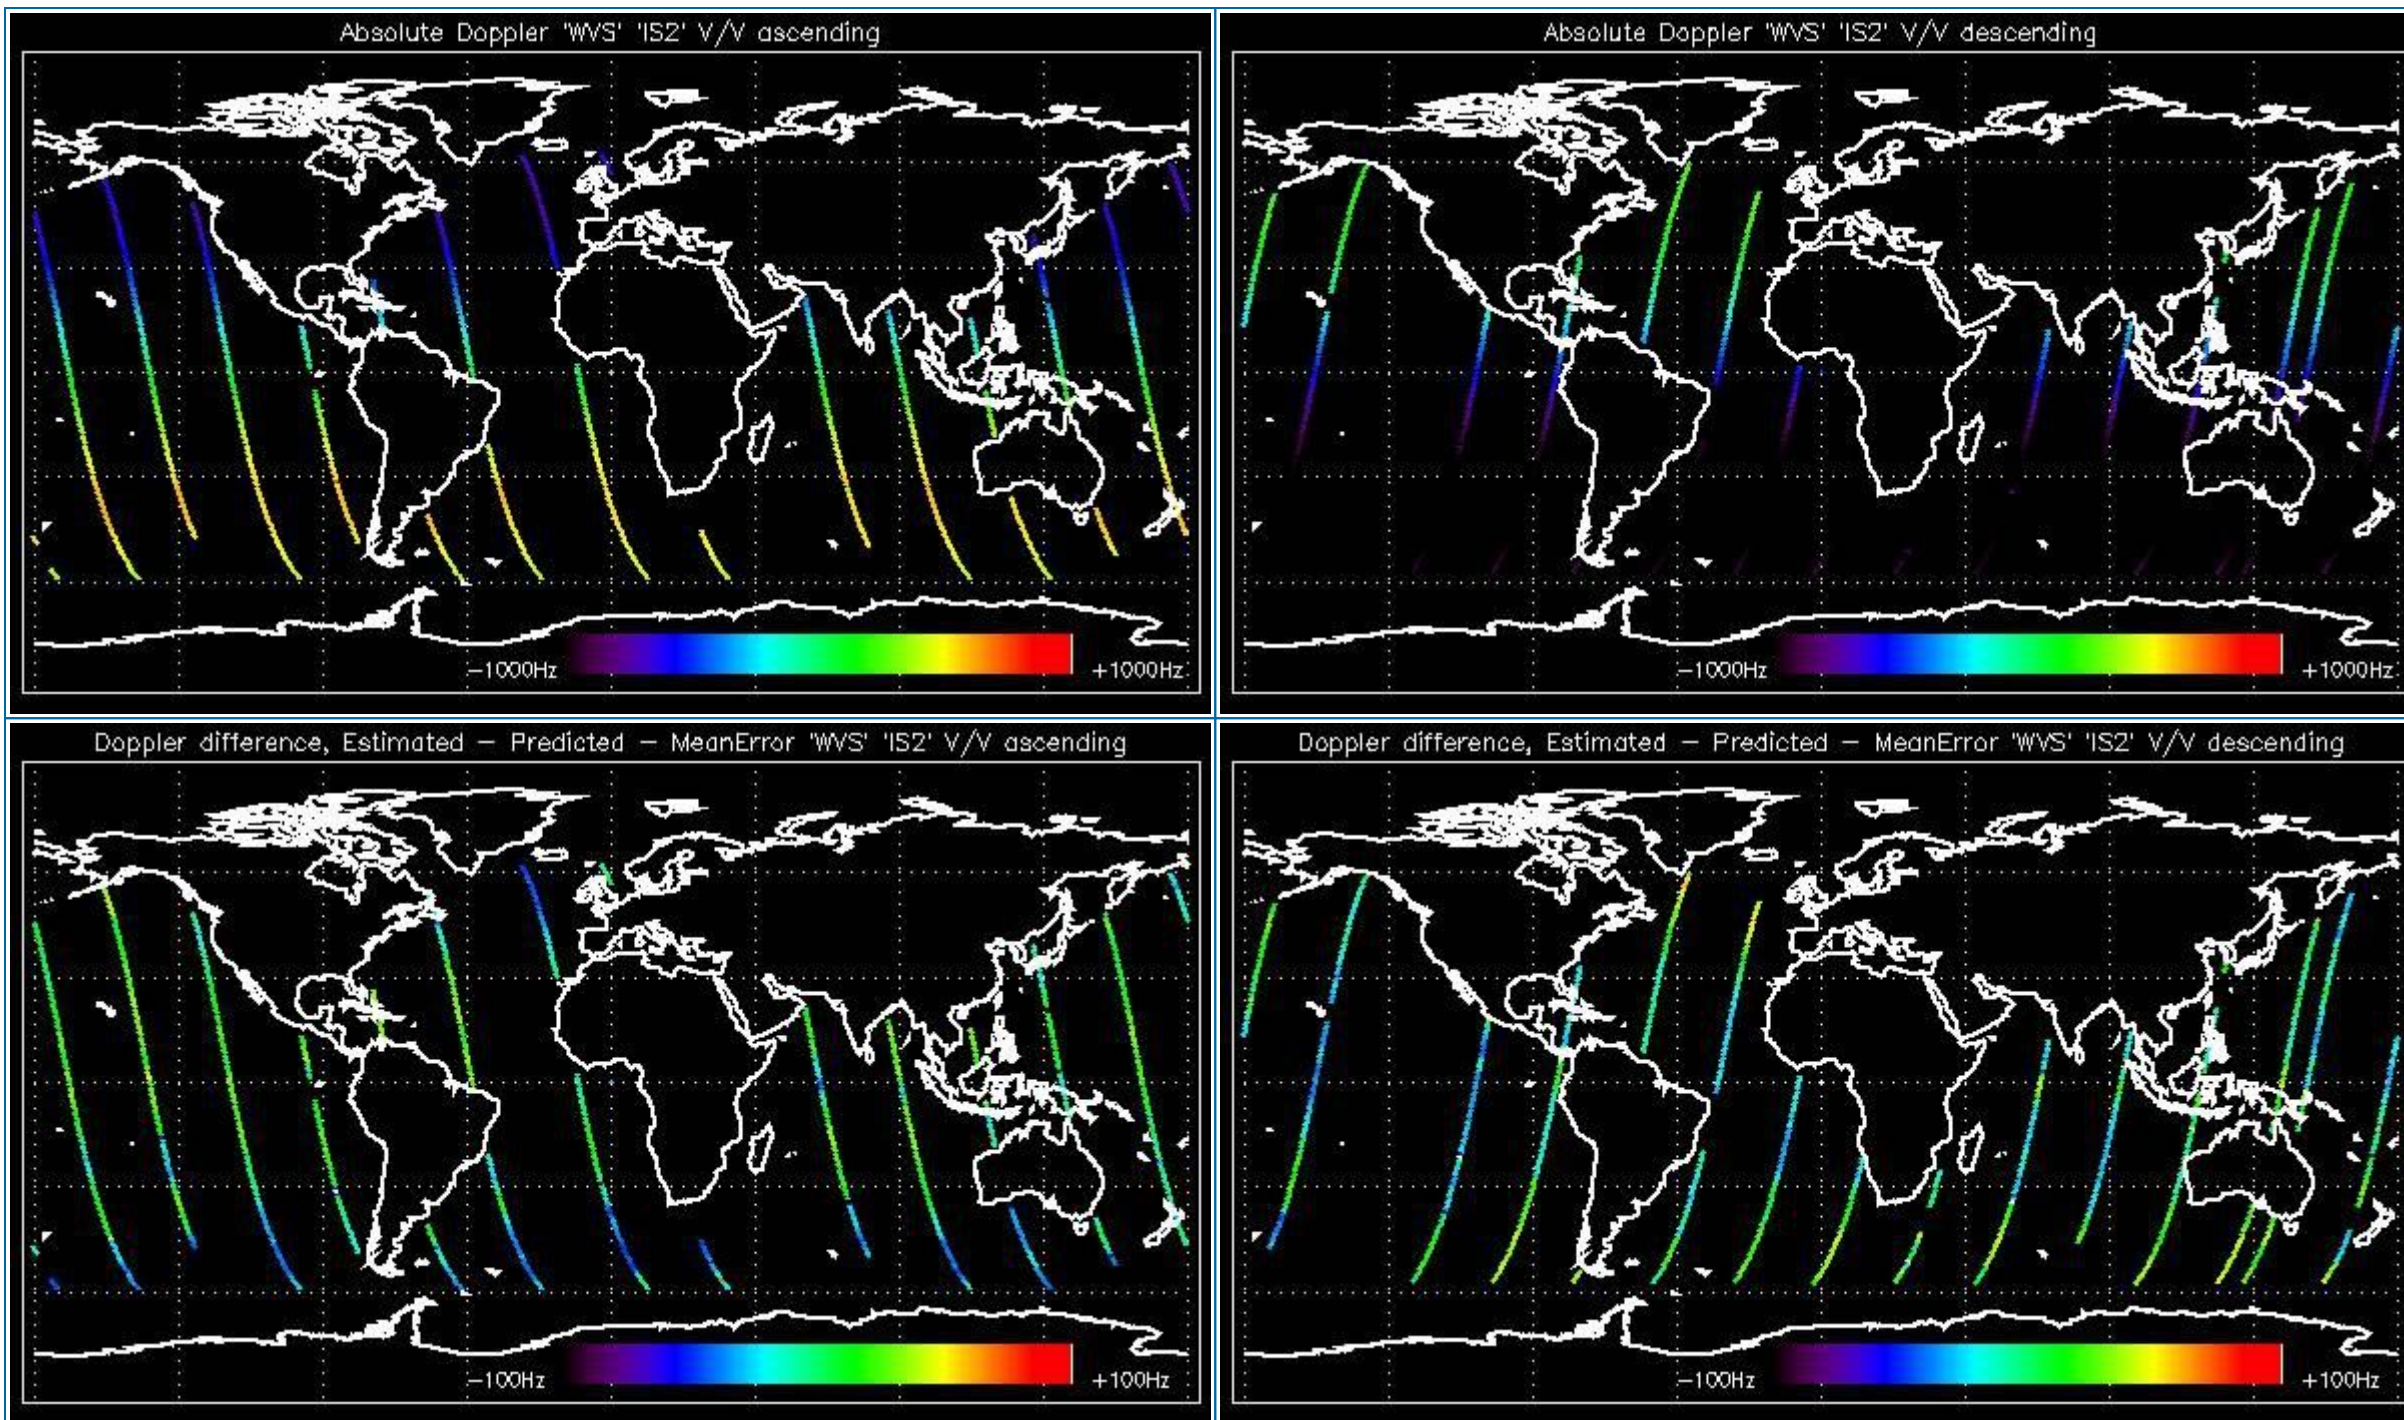 Absolute Doppler 'WVS' 'IS2' V/V ascending
−1000Hz +1000Hz
Absolute Doppler 'WVS' 'IS2' V/V descending
−1000Hz +1000Hz
Doppler difference, Estimated − Predicted − MeanError 'WVS' 'IS2' V/V ascending
−100Hz +100Hz
Doppler difference, Estimated − Predicted − MeanError 'WVS' 'IS2' V/V descending
−100Hz +100Hz